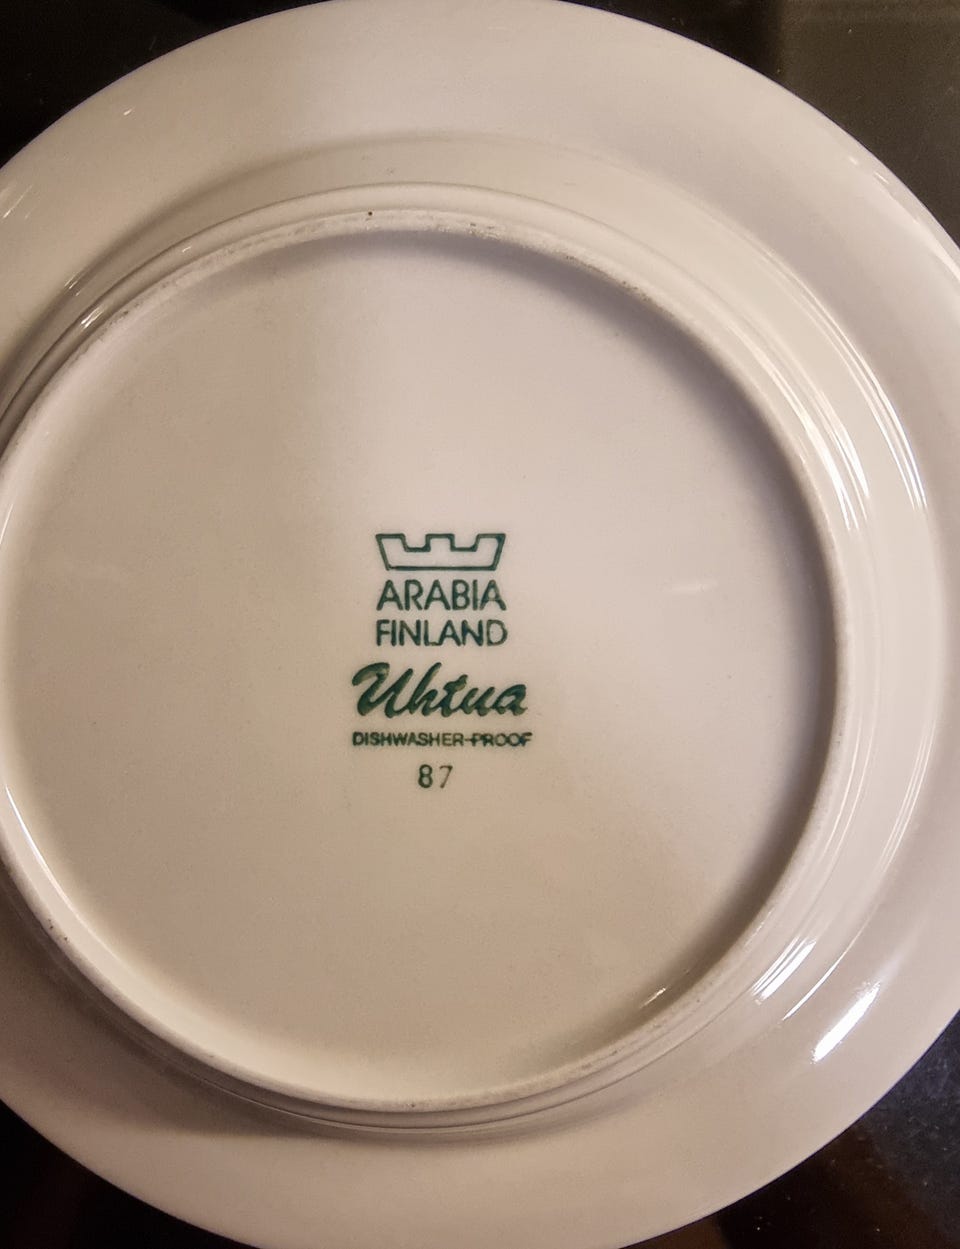 ARABIA
FINLAND
Uhtua
DISHWASHER-PROOF
87